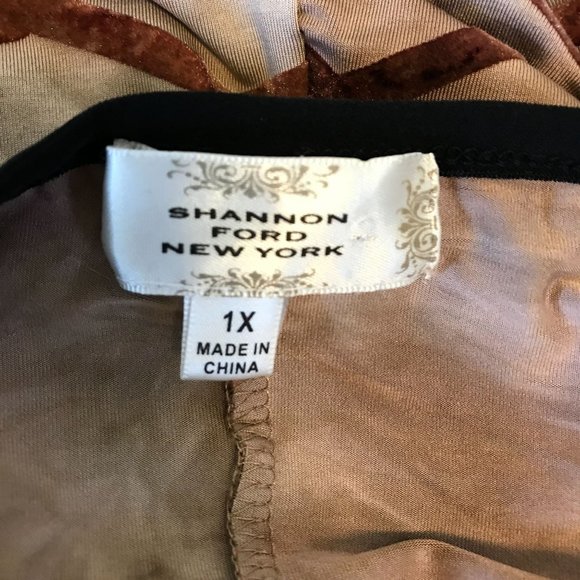 SHANNON
FORD
NEW YORK
1X
MADE IN
CHINA